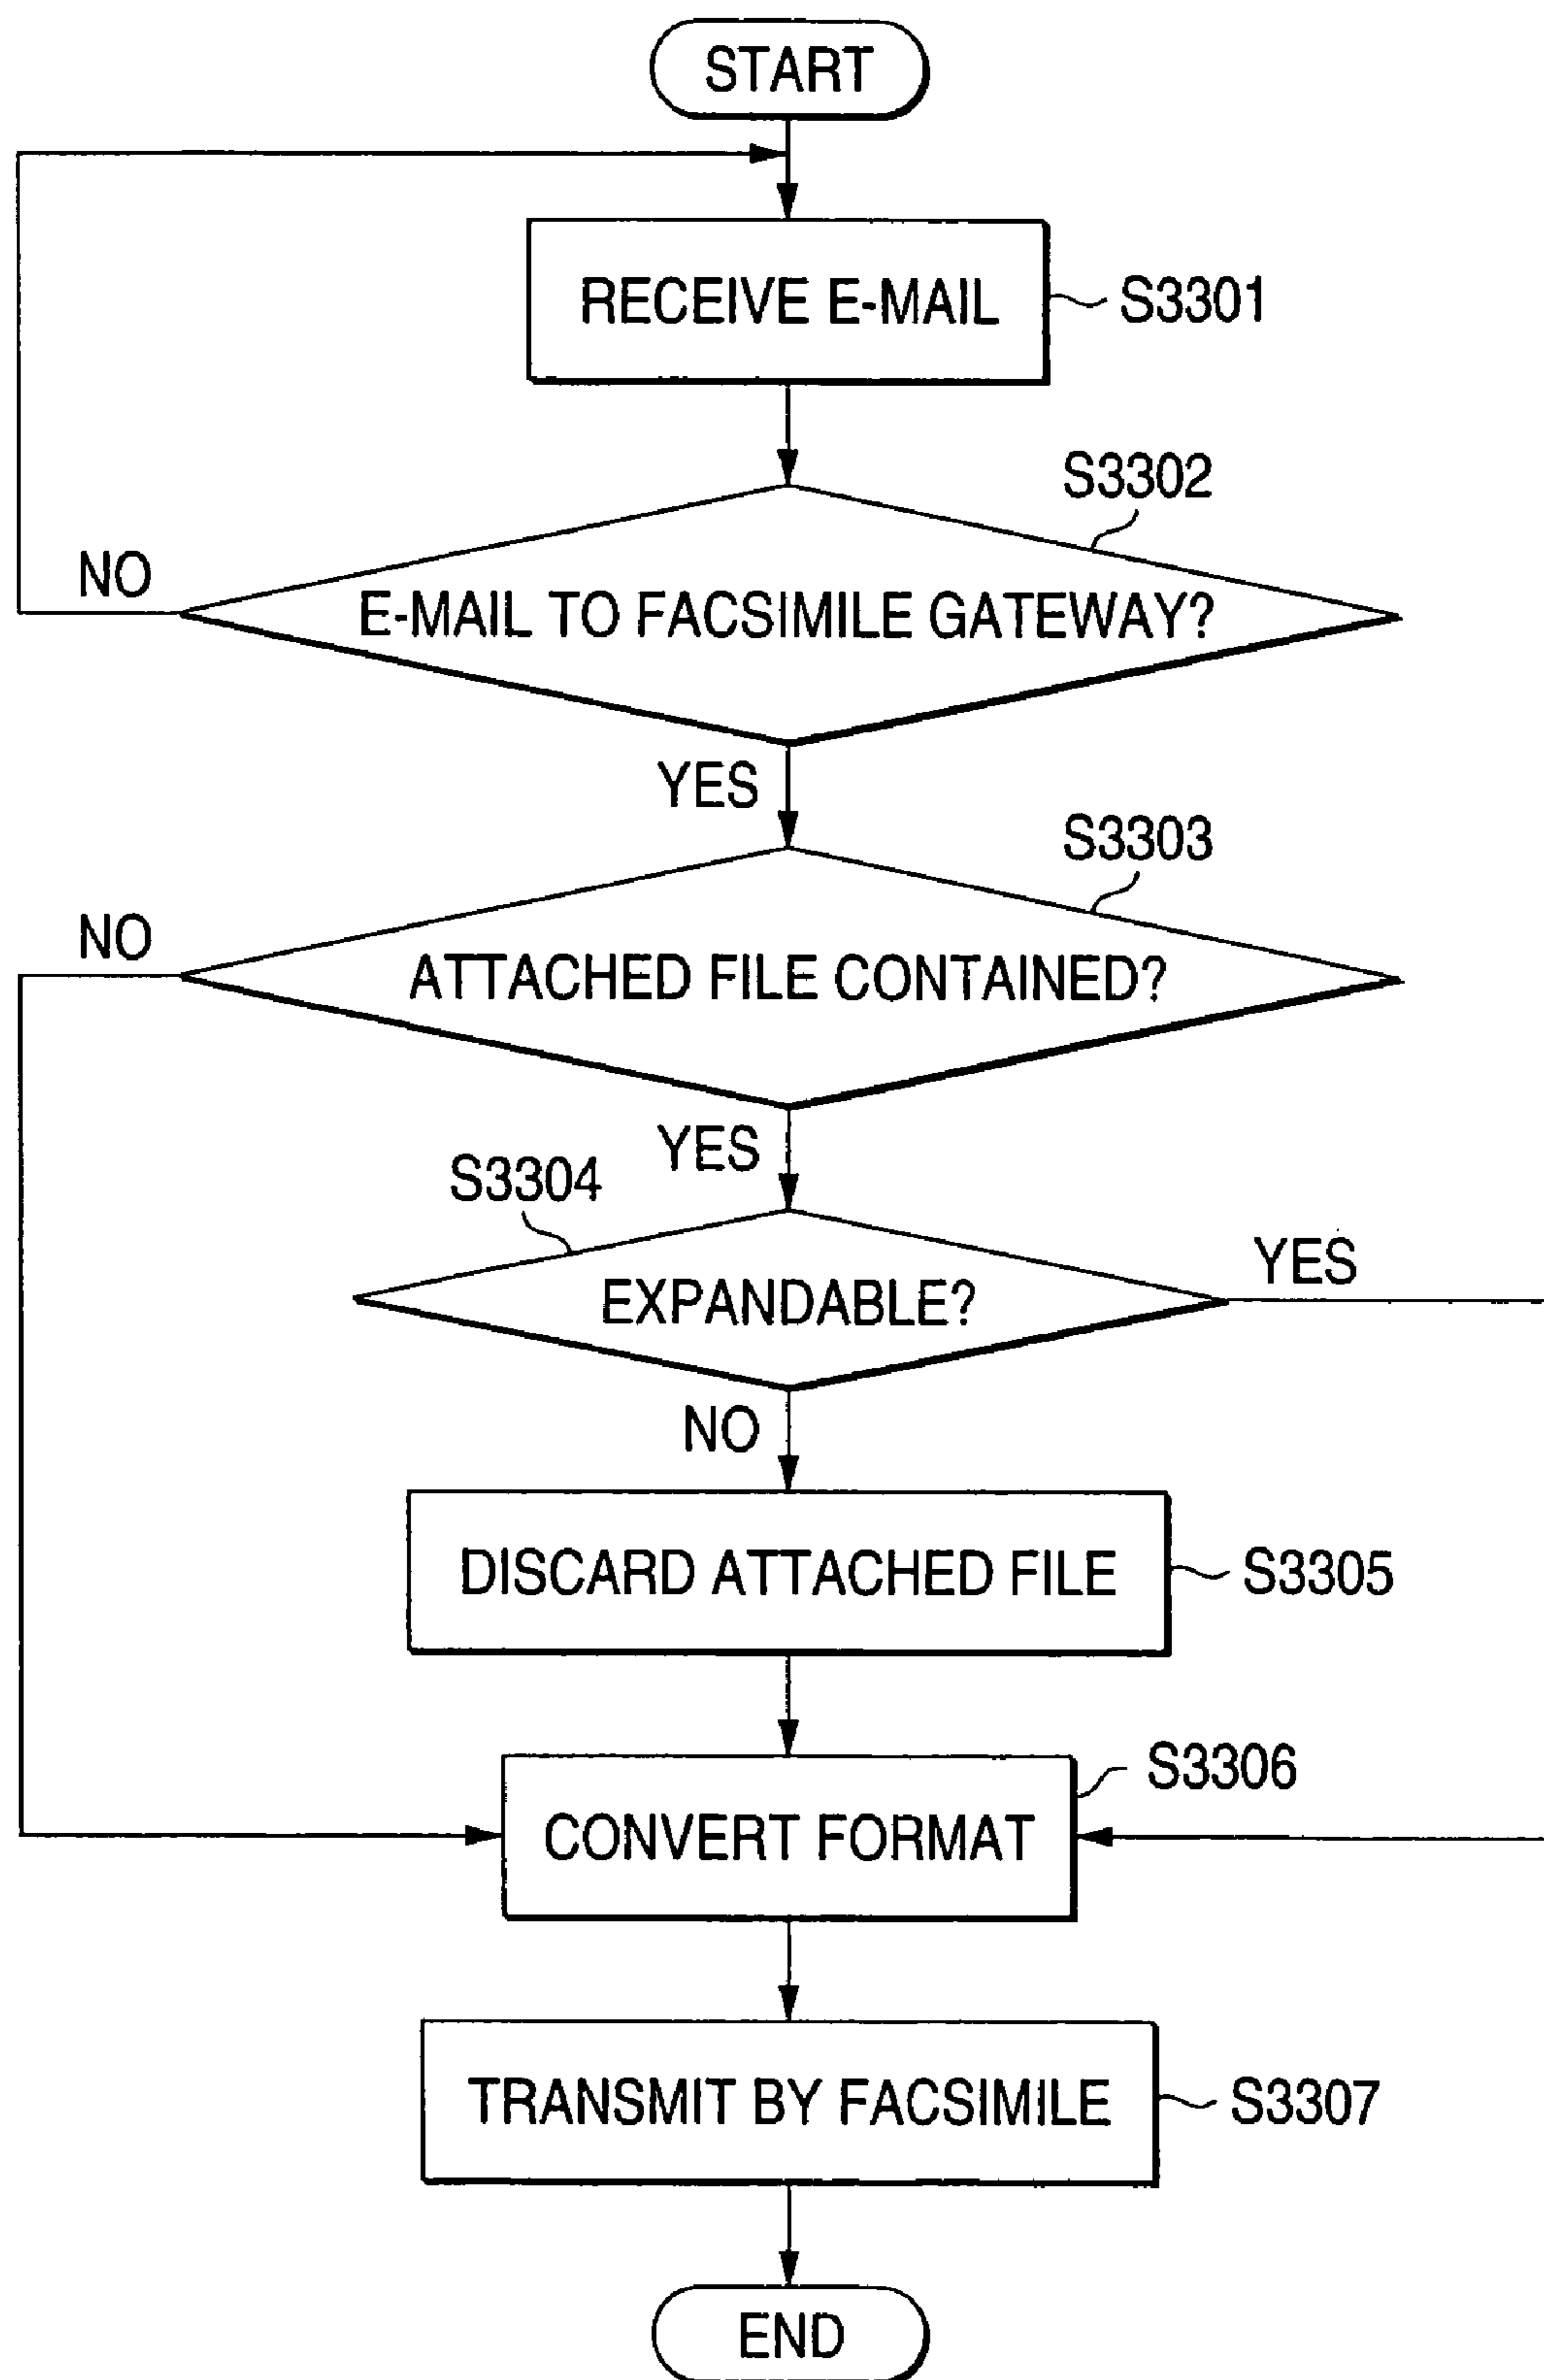 START
RECEIVE E-MAIL
S3301
S3302
NO
E-MAIL TO FACSIMILE GATEWAY?
YES
S3303
NO
ATTACHED FILE CONTAINED?
YES
S3304
YES
EXPANDABLE?
NO
DISCARD ATTACHED FILE
S3305
S3306
CONVERT FORMAT
TRANSMIT BY FACSIMILE
S3307
END